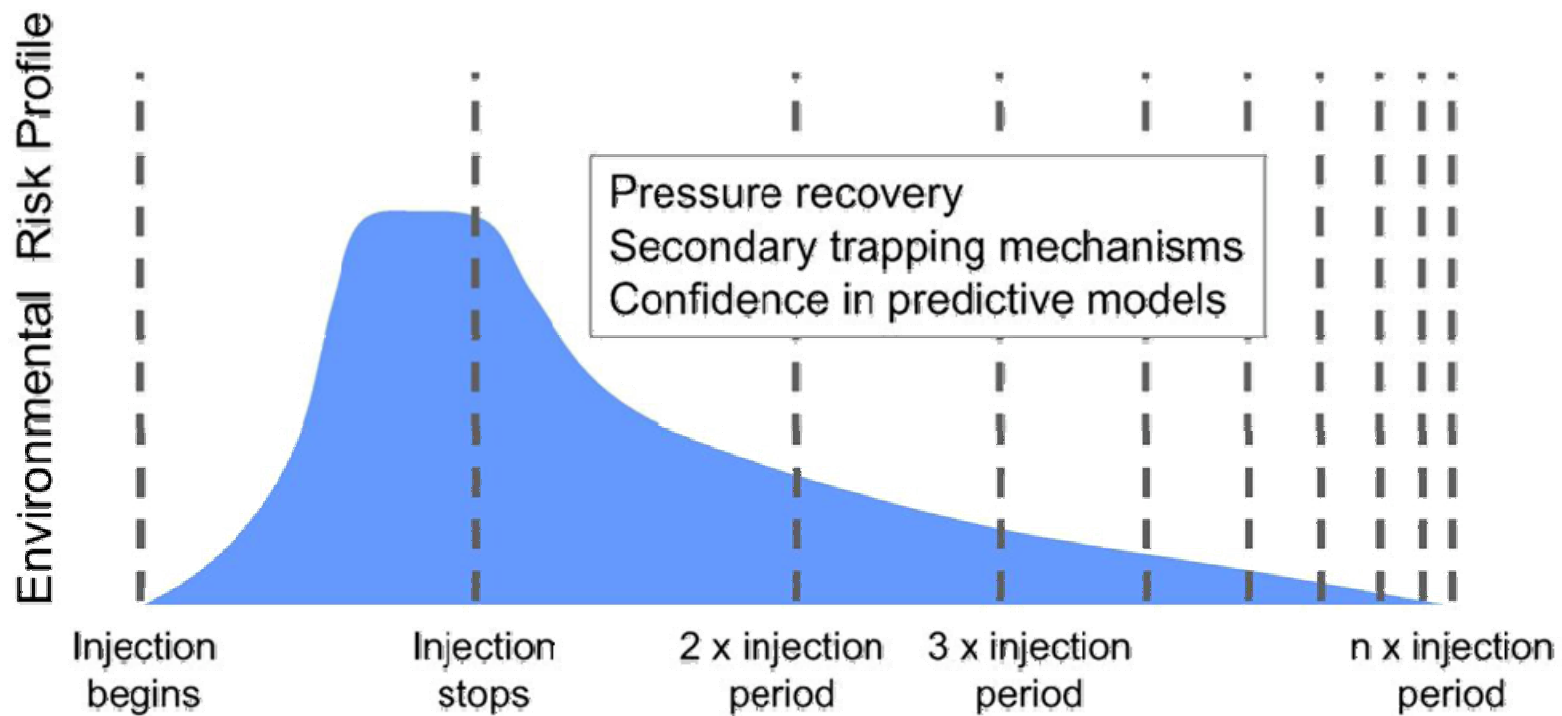 Environmental Risk Profile
Pressure recovery
Secondary trapping mechanisms
Confidence in predictive models
Injection
begins
Injection
stops
2 x injection
period
3 x injection
period
n x injection
period